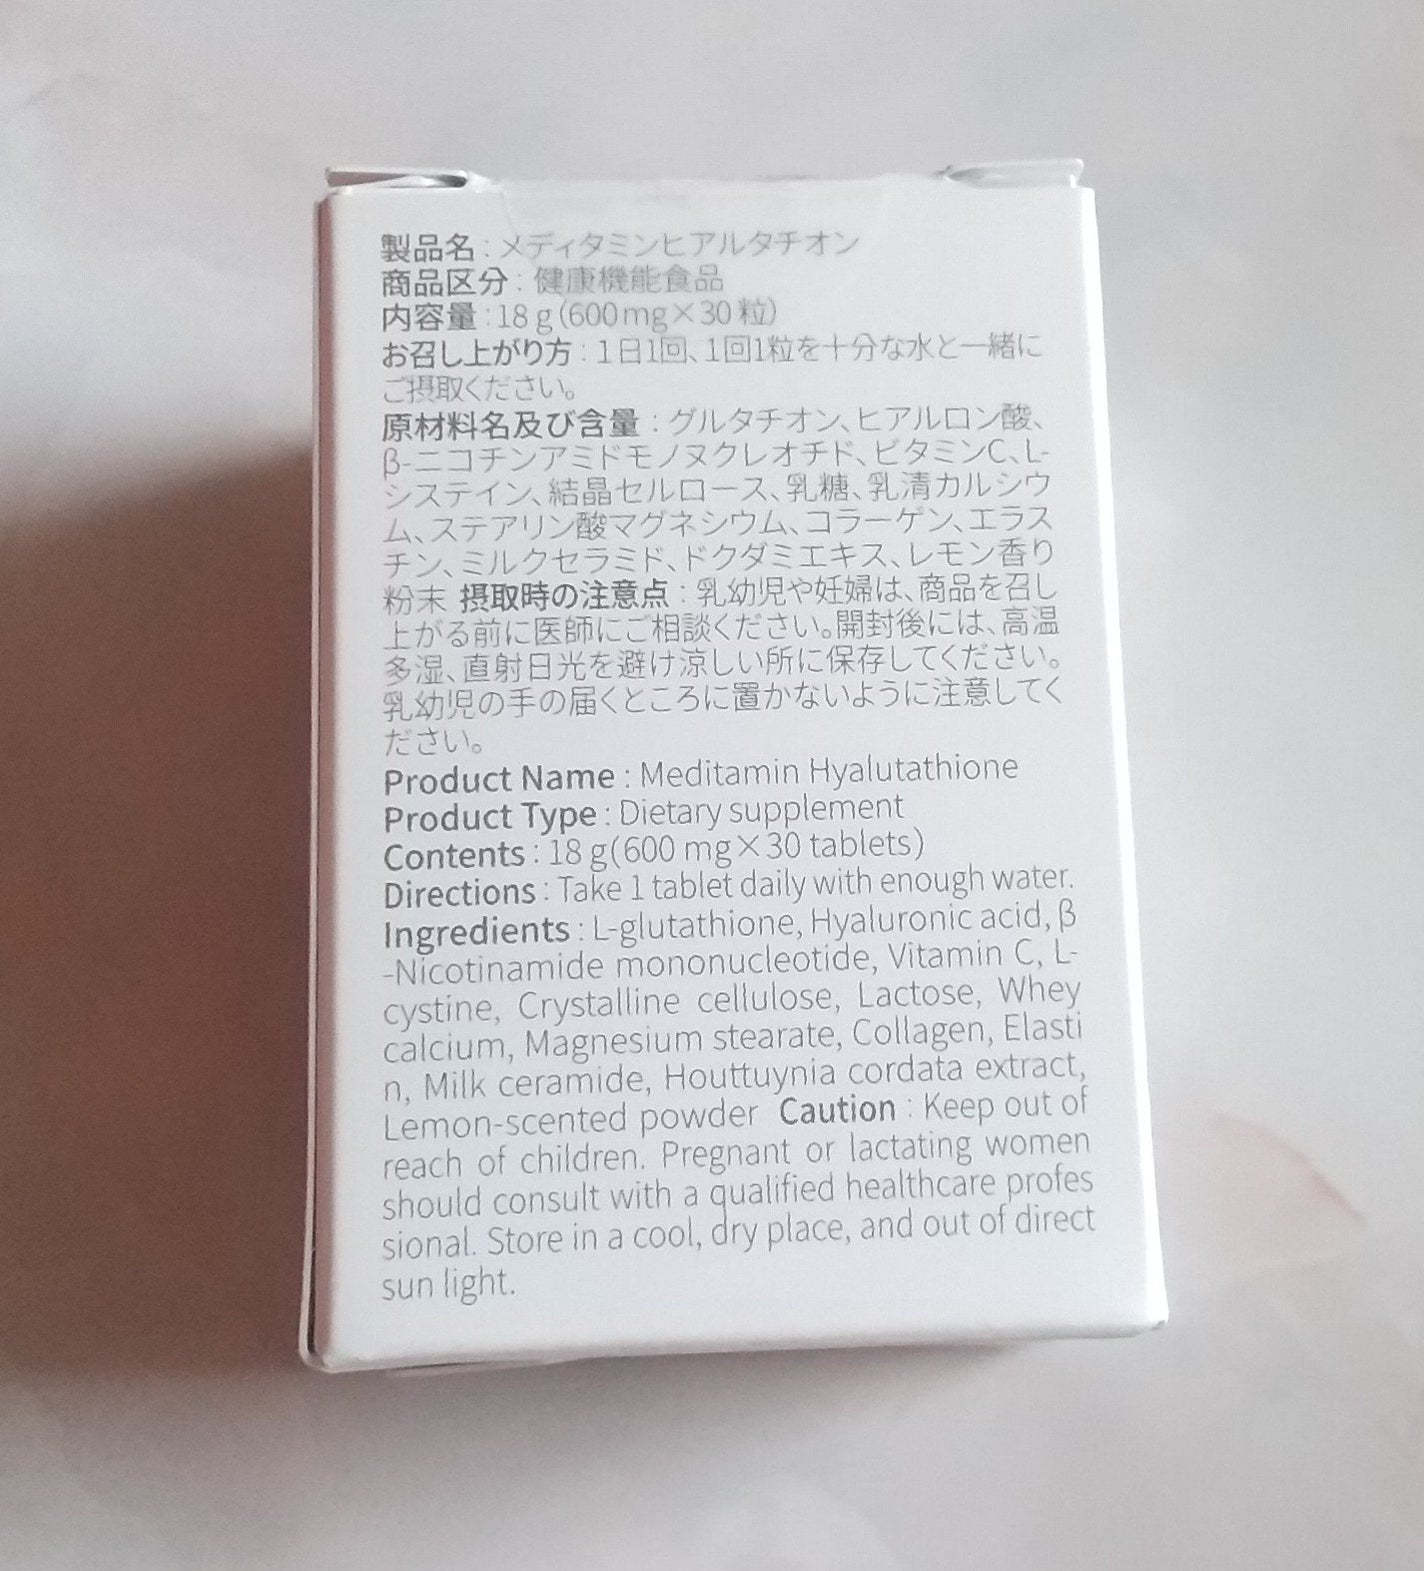 製品名 : メディタミンヒアルタチオン
商品区分 : 健康機能食品
内容量 : 18 g (600 mg×30 粒)
お召し上がり方 : 1日1回、1回1粒を十分な水と一緒に
ご摂取ください。
原材料名及び含量 : グルタチオン、ヒアルロン酸、
β-ニコチンアミドモノヌクレオチド、ビタミンC、L-
システイン、結晶セルロース、乳糖、乳清カルシウ
ム、ステアリン酸マグネシウム、コラーゲン、エラス
チン、ミルクセラミド、ドクダミエキス、レモン香り
粉末 摂取時の注意点 : 乳幼児や妊婦は、商品を召し
上がる前に医師にご相談ください。開封後には、高温
多湿、直射日光を避け涼しい所に保存してください。
乳幼児の手の届くところに置かないように注意してく
ださい。
Product Name : Meditamin Hyalutathione
Product Type : Dietary supplement
Contents : 18 g(600 mg×30 tablets)
Directions : Take 1 tablet daily with enough water.
Ingredients : L-glutathione, Hyaluronic acid, β
-Nicotinamide mononucleotide, Vitamin C, L-
cystine, Crystalline cellulose, Lactose, Whey
calcium, Magnesium stearate, Collagen, Elasti
n, Milk ceramide, Houttuynia cordata extract,
Lemon-scented powder Caution : Keep out of
reach of children. Pregnant or lactating women
should consult with a qualified healthcare profes
sional. Store in a cool, dry place, and out of direct
sun light.